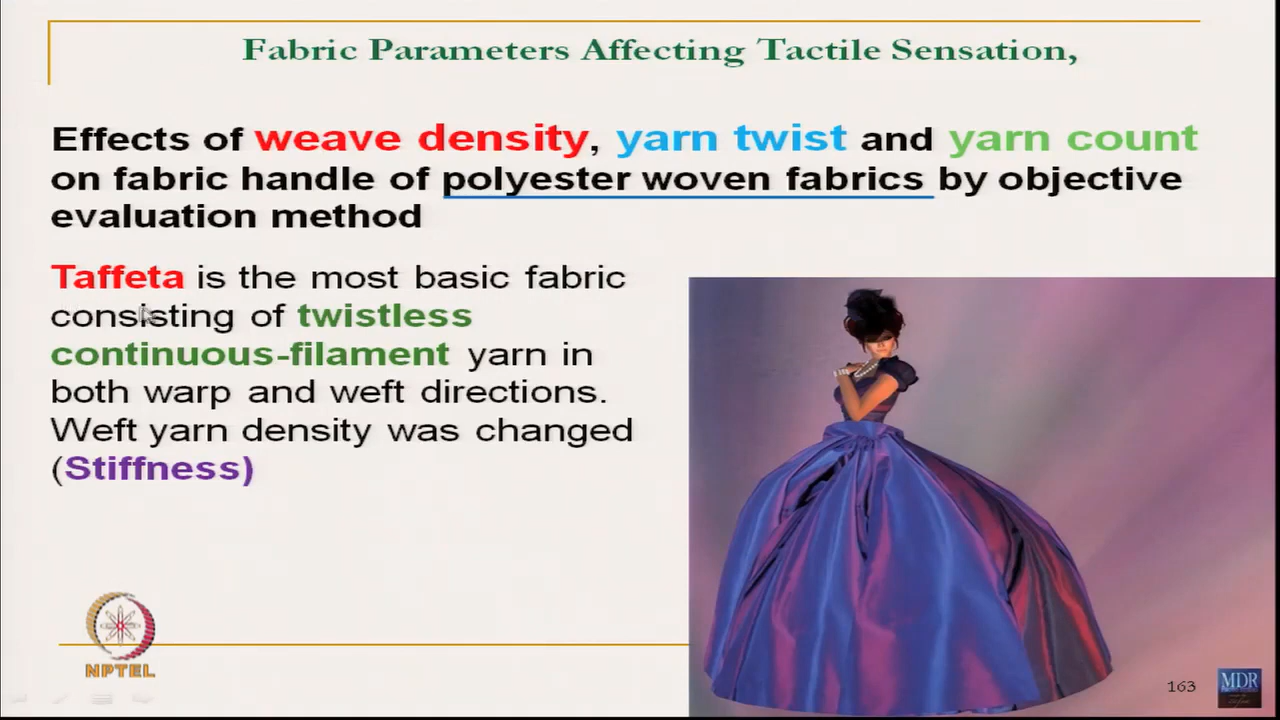 Fabric Parameters Affecting Tactile Sensation,
Effects of weave density, yarn twist and yarn count
on fabric handle of polyester woven fabrics by objective
evaluation method
Taffeta is the most basic fabric
consisting of twistless
continuous-filament yarn in
both warp and weft directions.
Weft yarn density was changed
(Stiffness)
NPTEL
163
MDR